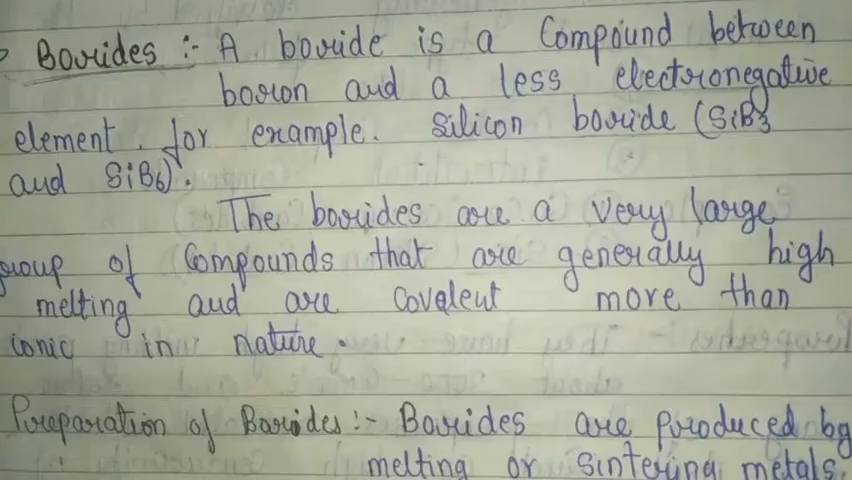 Borides :- A boride is a Compound between
boron and a less electronegative
element. for example. Silicon boride (SiB3
and SiB6).
The borides are a very large
group of Compounds that are generally high
melting and are covalent more than
ionic in nature.
Preparation of Borides :- Borides are produced by
melting or sintering metals